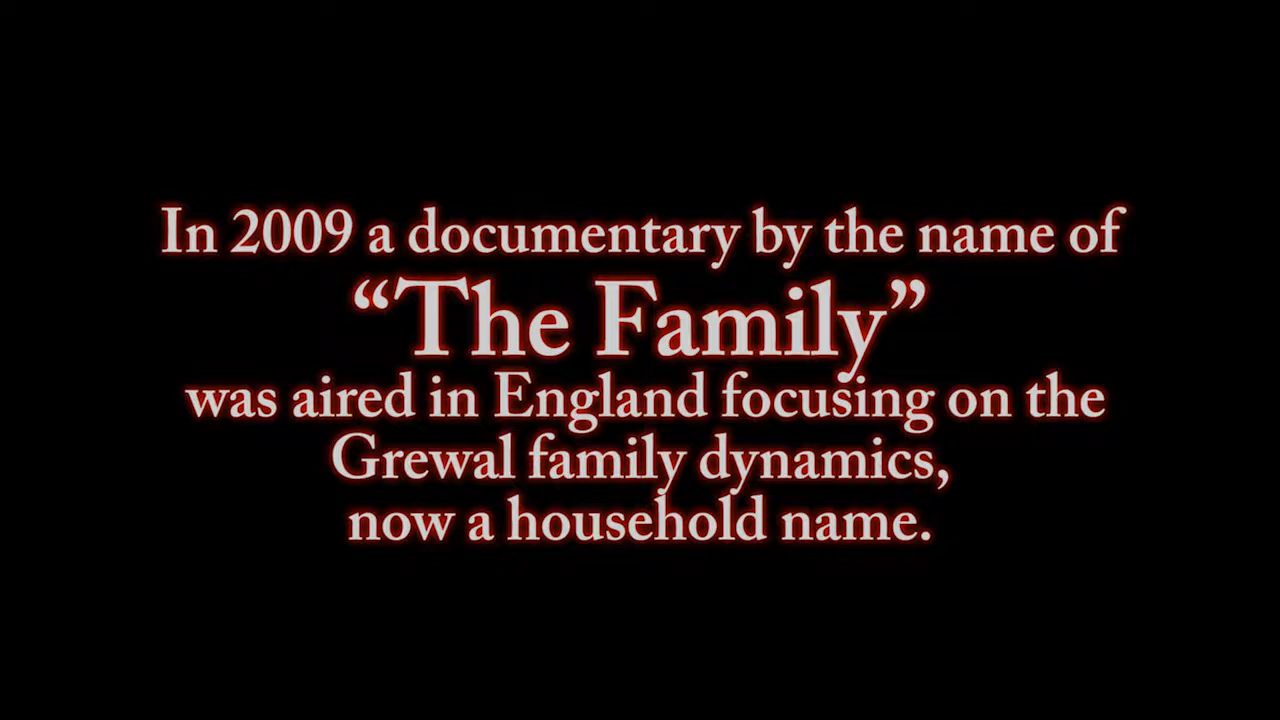 In 2009 a documentary by the name of
“The Family”
was aired in England focusing on the
Grewal family dynamics,
now a household name.